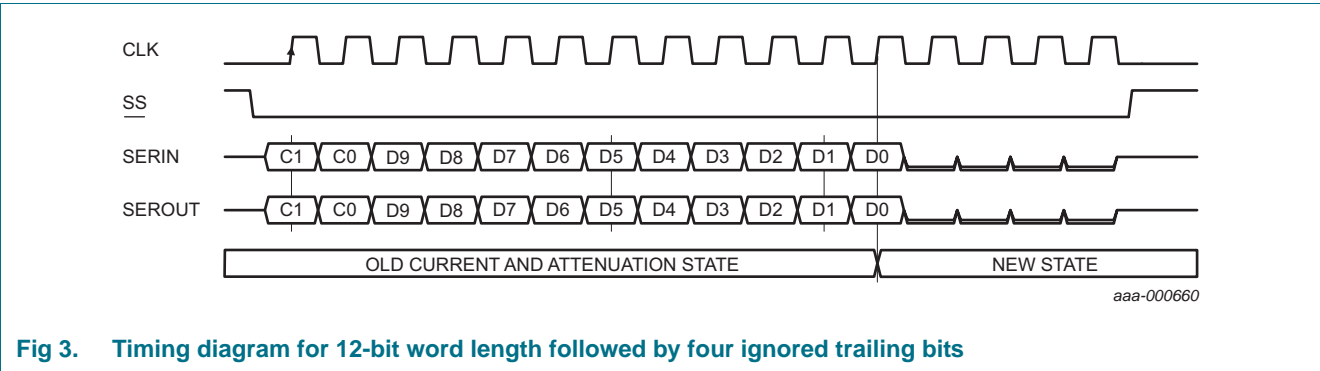 CLK
SS
SERIN C1 C0 D9 D8 D7 D6 D5 D4 D3 D2 D1 D0
SEROUT C1 C0 D9 D8 D7 D6 D5 D4 D3 D2 D1 D0
OLD CURRENT AND ATTENUATION STATE NEW STATE
aaa-000660
Fig 3. Timing diagram for 12-bit word length followed by four ignored trailing bits